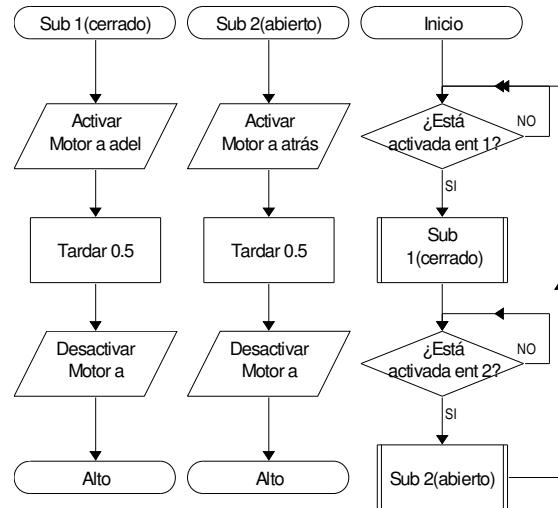 Sub 1(cerrado)
Activar
Motor a adel
Tardar 0.5
Desactivar
Motor a
Alto
Sub 2(abierto)
Activar
Motor a atrás
Tardar 0.5
Desactivar
Motor a
Alto
Inicio
¿Está
activada ent 1?
NO
SI
Sub
1(cerrado)
¿Está
activada ent 2?
NO
SI
Sub 2(abierto)